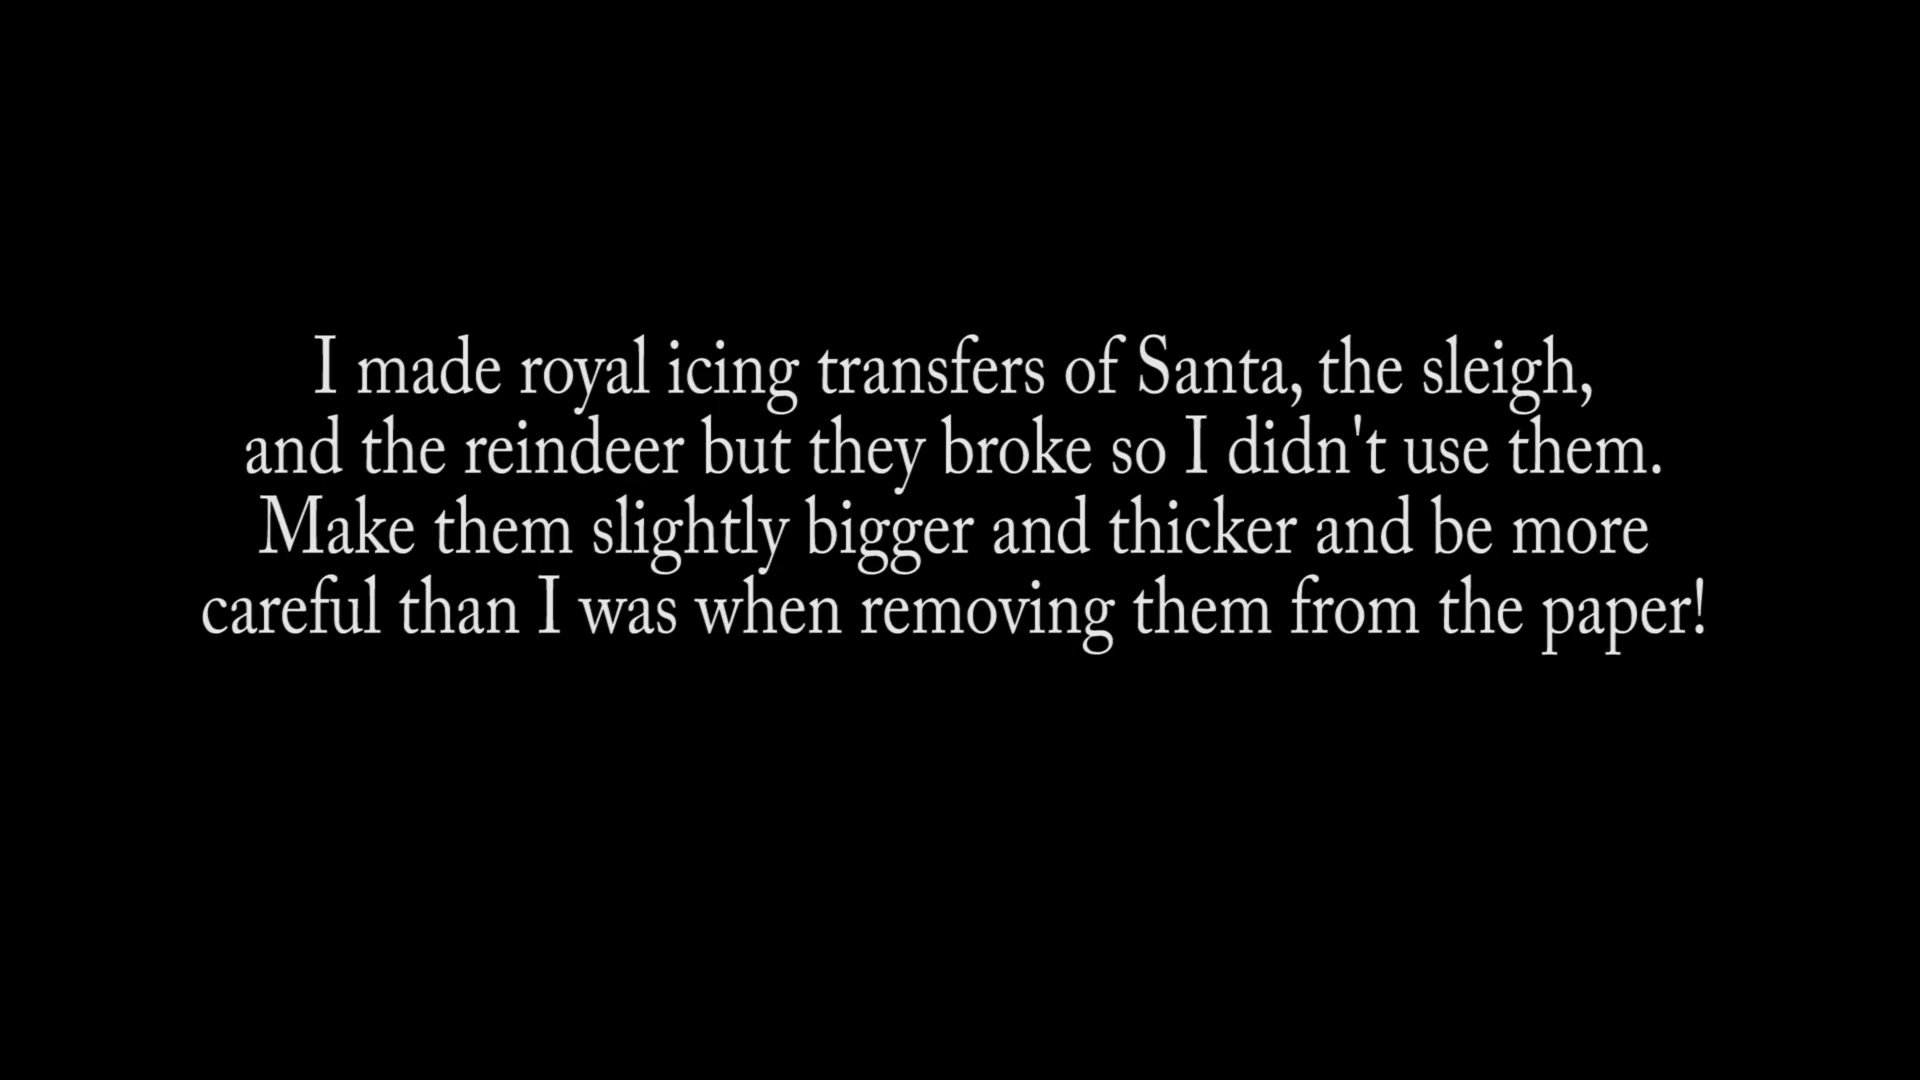 I made royal icing transfers of Santa, the sleigh,
and the reindeer but they broke so I didn't use them.
Make them slightly bigger and thicker and be more
careful than I was when removing them from the paper!